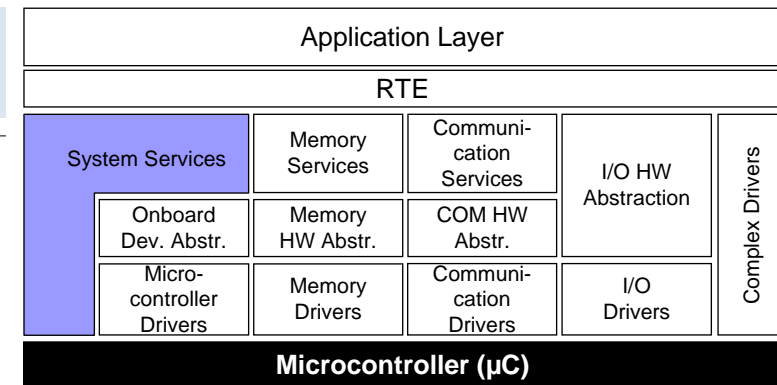 Application Layer
RTE
System Services
Memory
Services
Communi-
cation
Services
I/O HW
Abstraction
Complex Drivers
Onboard
Dev. Abstr.
Memory
HW Abstr.
COM HW
Abstr.
Micro-
controller
Drivers
Memory
Drivers
Communi-
cation
Drivers
I/O
Drivers
Microcontroller (µC)